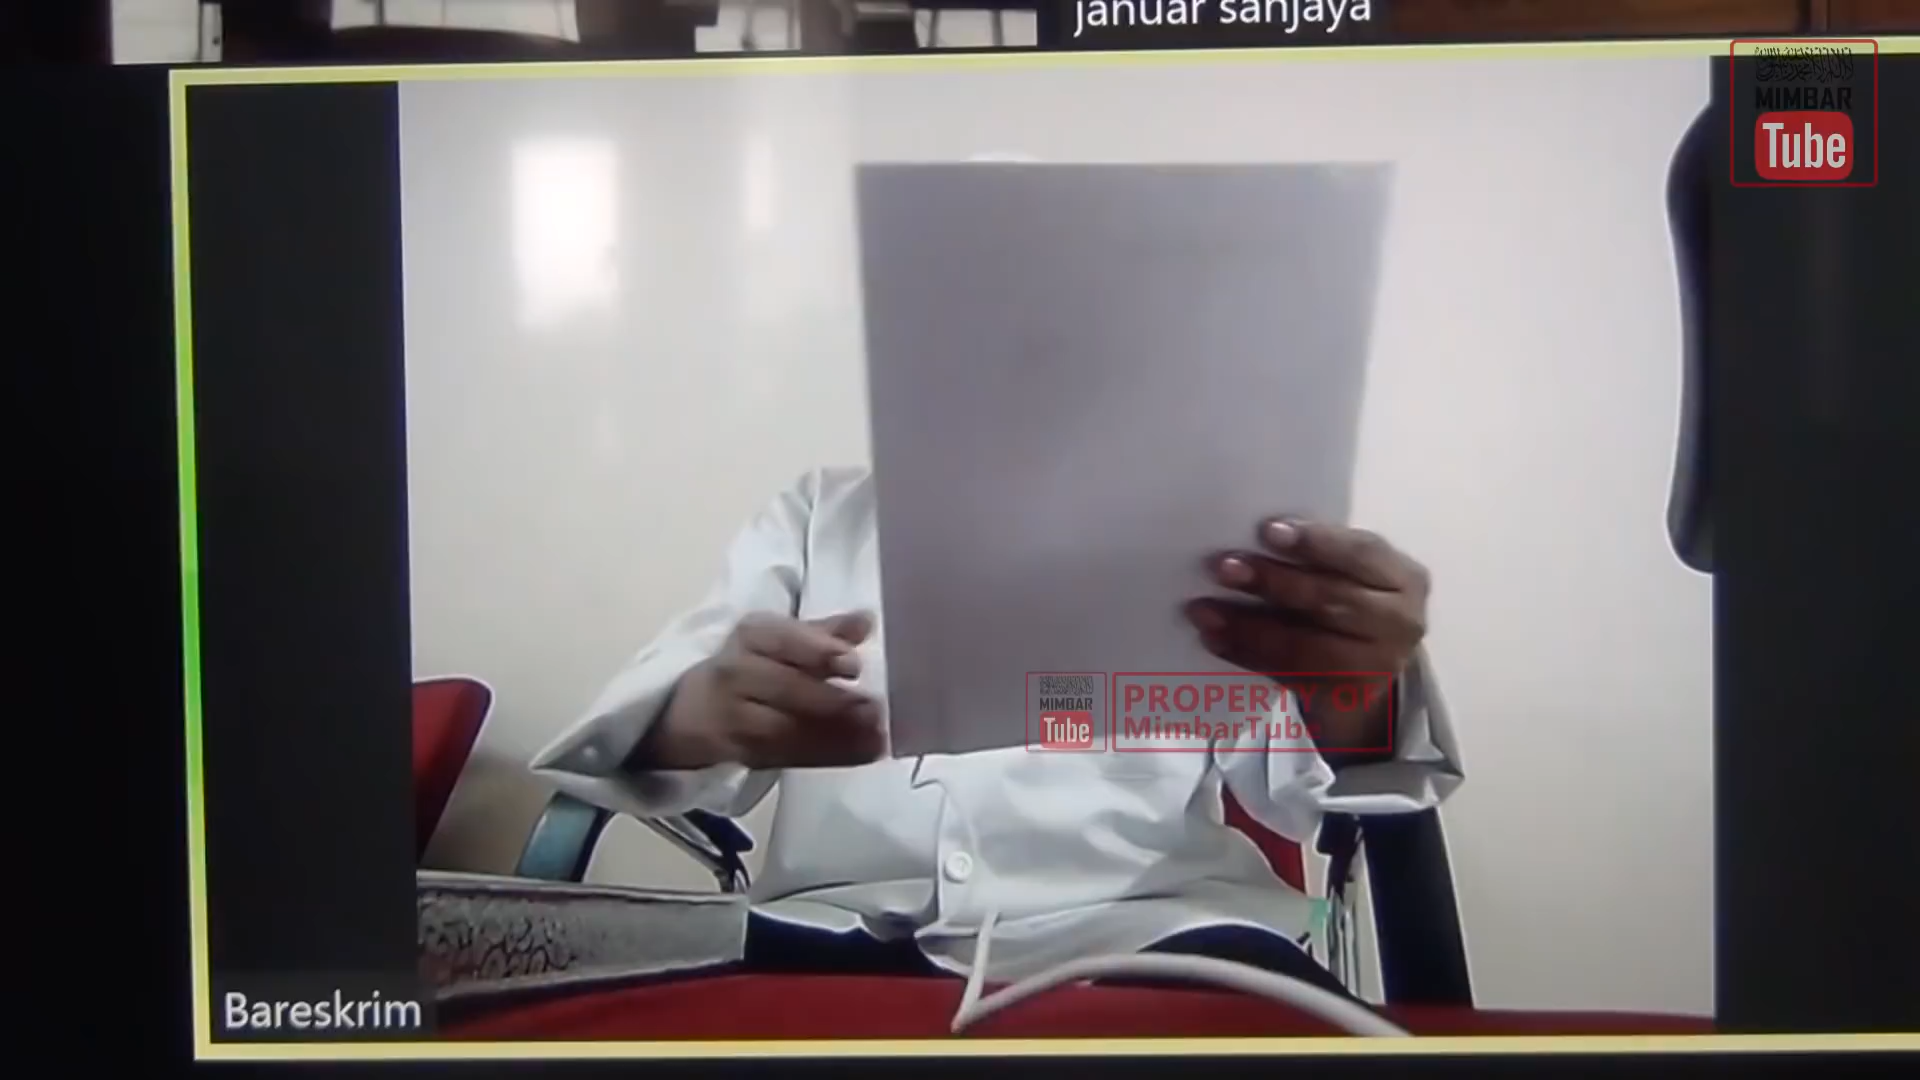 januar sanjaya
MIMBAR
Tube
MIMBAR
Tube
PROPERTY OF
MimbarTube
Bareskrim